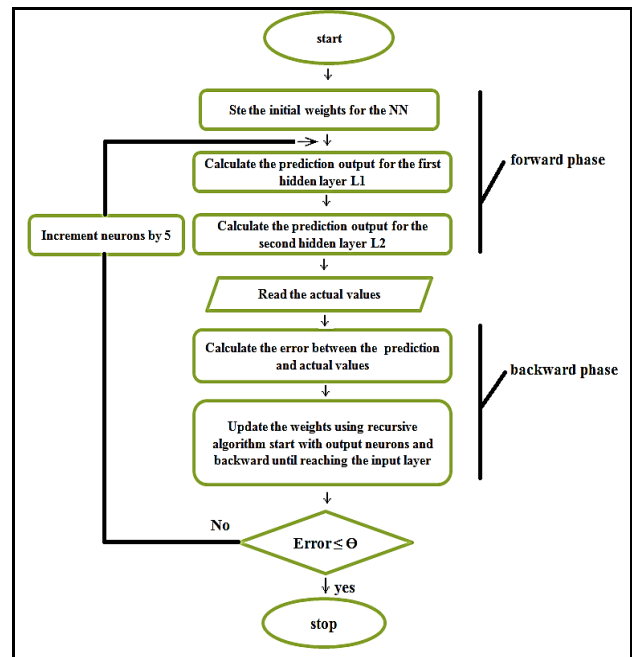 start
Ste the initial weights for the NN
Calculate the prediction output for the first
hidden layer L1
forward phase
Increment neurons by 5
Calculate the prediction output for the
second hidden layer L2
Read the actual values
Calculate the error between the prediction
and actual values
backward phase
Update the weights using recursive
algorithm start with output neurons and
backward until reaching the input layer
No
Error ≤ Θ
yes
stop